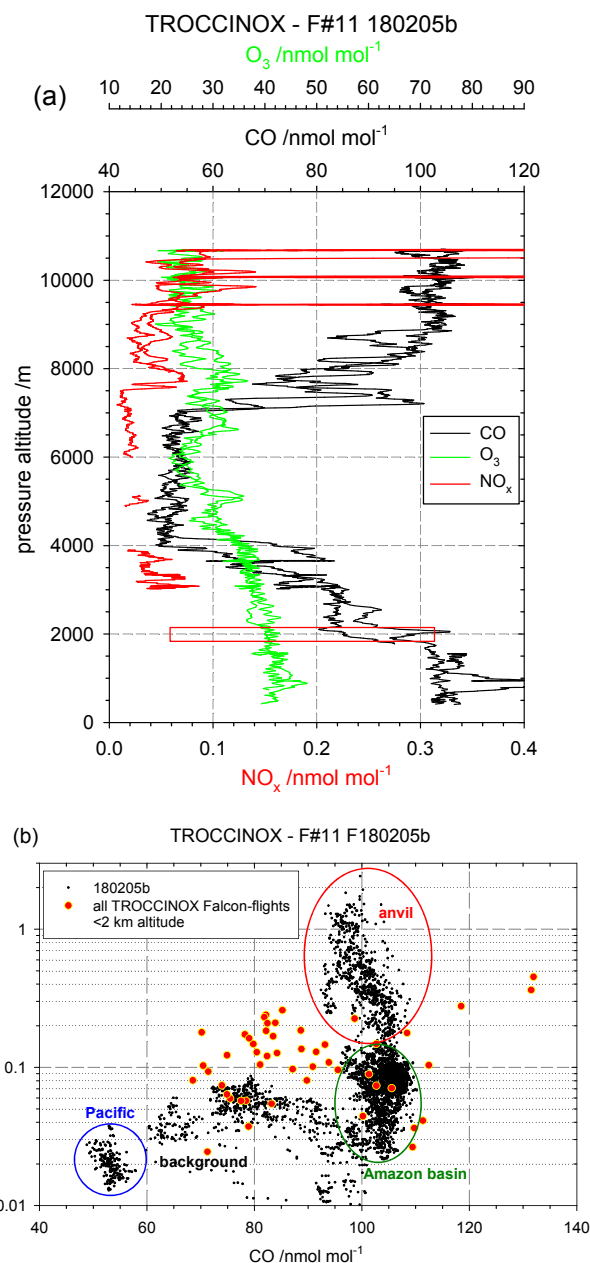 TROCCINOX - F#11 180205b
O3 /nmol mol-1
10 20 30 40 50 60 70 80 90
(a)
CO /nmol mol-1
40 50 60 70 80 90 100 110 120
12000
10000
8000
6000
4000
2000
0
pressure altitude /m
CO
O3
NOx
0.0 0.1 0.2 0.3 0.4
NOx /nmol mol-1
(b) TROCCINOX - F#11 F180205b
180205b
all TROCCINOX Falcon-flights
<2 km altitude
anvil
1
0.1
Pacific
background
Amazon basin
0.01
40 60 80 100 120 140
CO /nmol mol-1